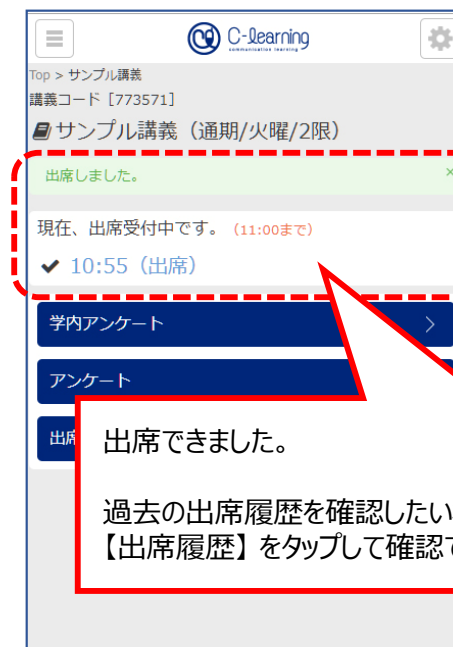 C-Learning
communication learning
Top > サンプル講義
講義コード［773571］
サンプル講義（通期/火曜/2限）
出席しました。 ×
現在、出席受付中です。（11:00まで）
✔ 10:55（出席）
学内アンケート
アンケート
出席
出席できました。
過去の出席履歴を確認したい
【出席履歴】をタップして確認で